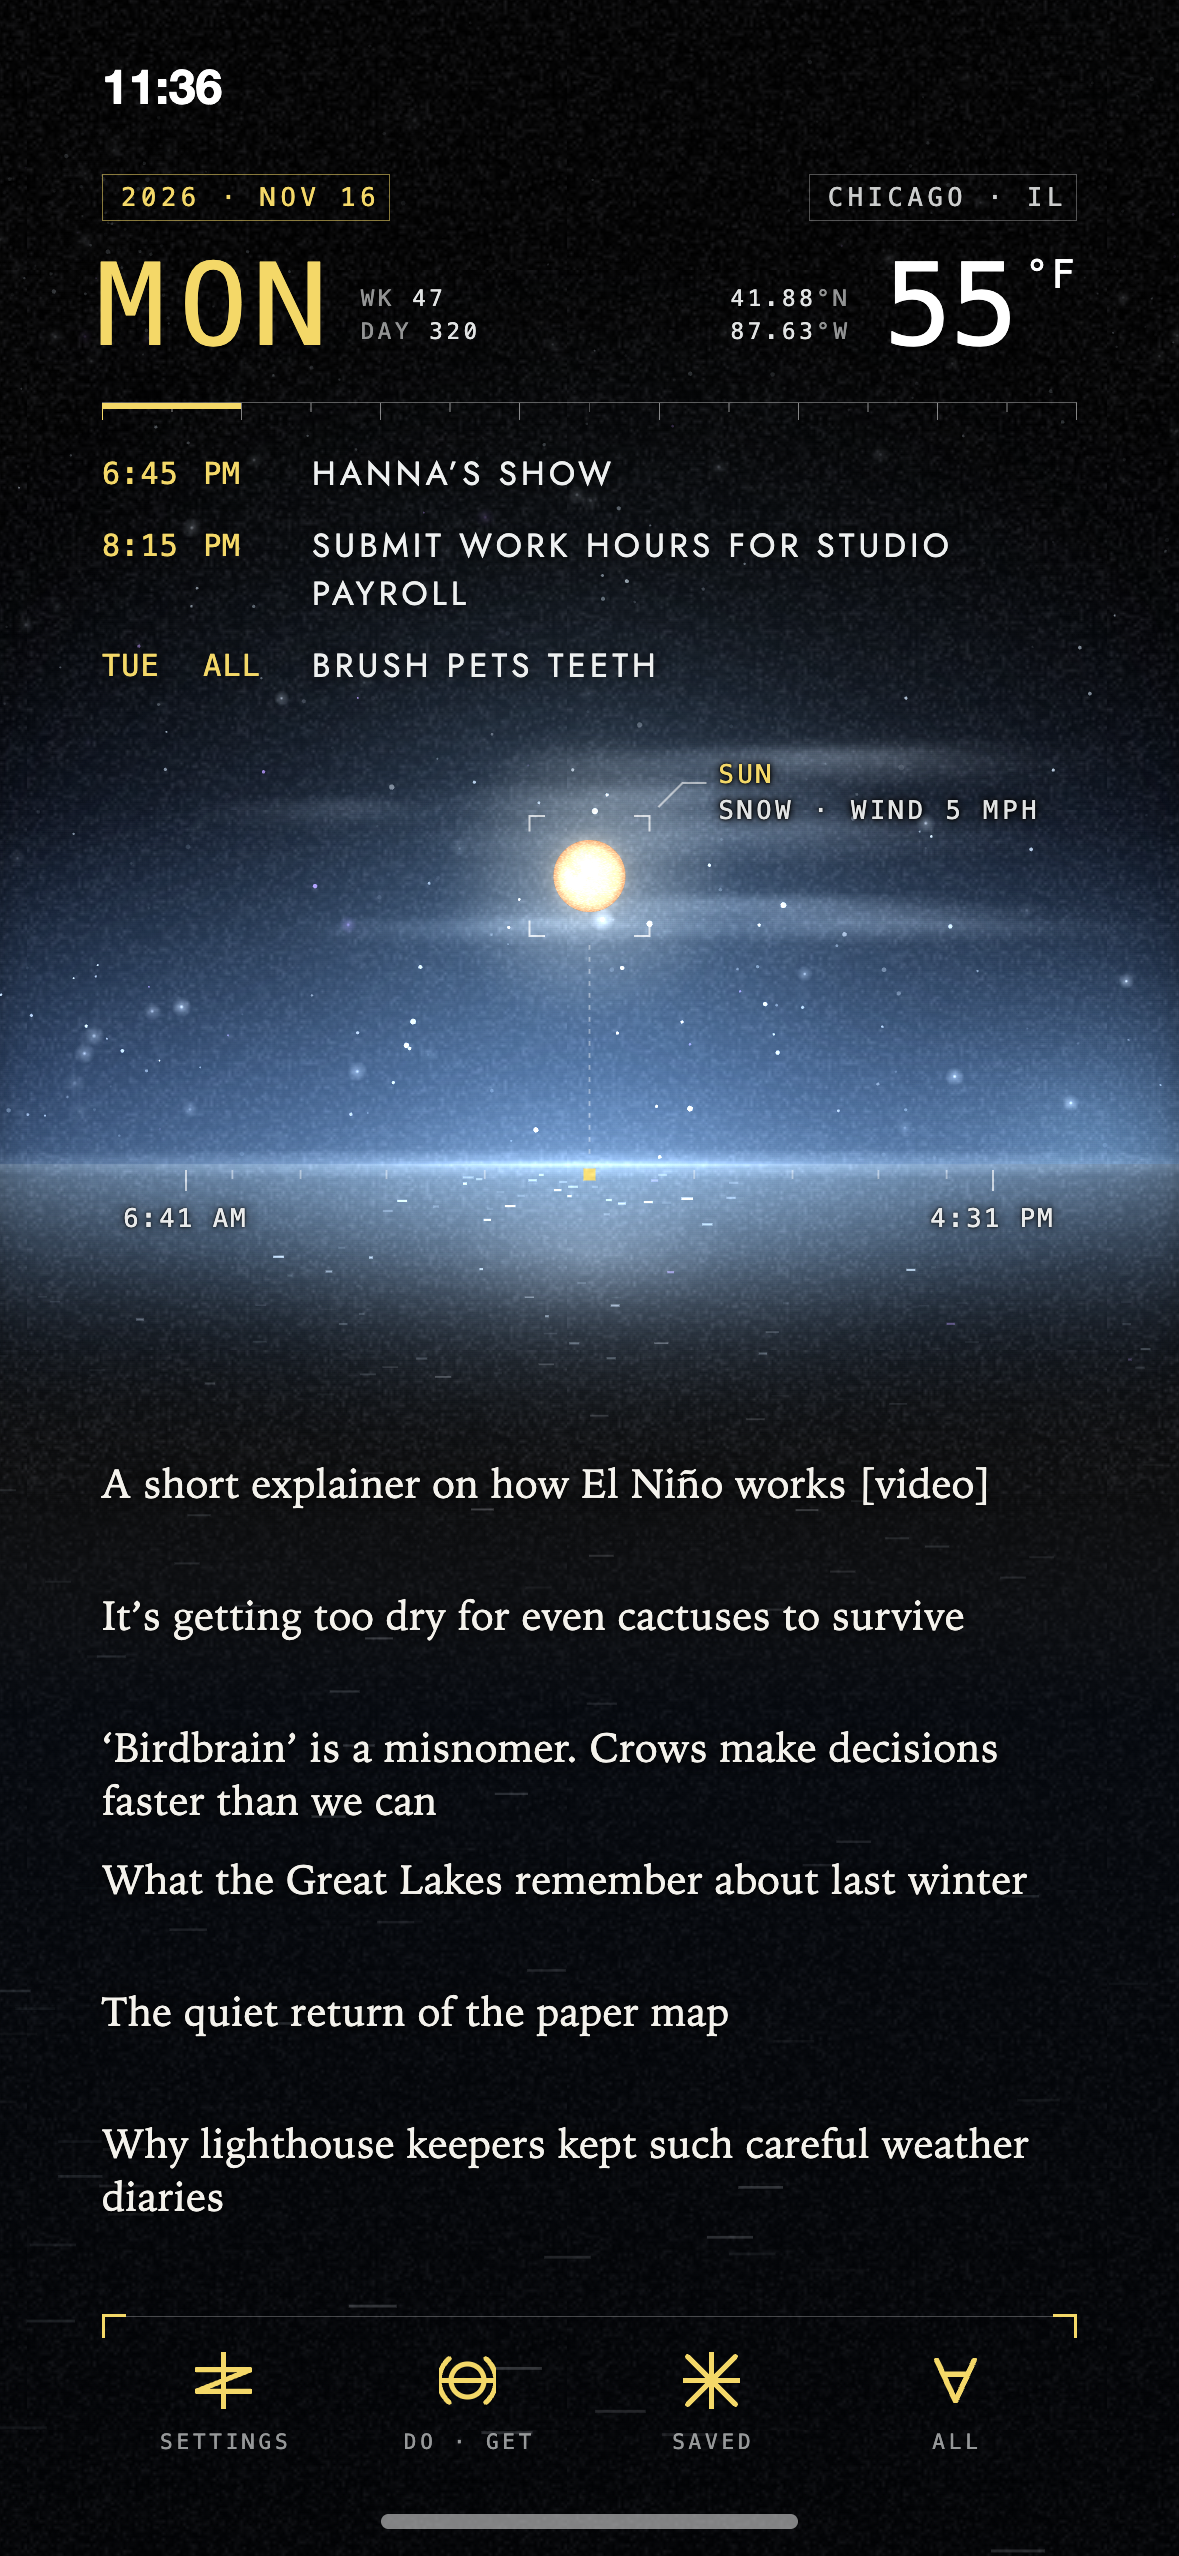 11:36
2026 · NOV 16
CHICAGO · IL
MON
WK 47
DAY 320
41.88°N
87.63°W
55°F
6:45 PM HANNA’S SHOW
8:15 PM SUBMIT WORK HOURS FOR STUDIO
PAYROLL
TUE ALL BRUSH PETS TEETH
SUN
SNOW · WIND 5 MPH
6:41 AM
4:31 PM
A short explainer on how El Niño works [video]
It’s getting too dry for even cactuses to survive
‘Birdbrain’ is a misnomer. Crows make decisions
faster than we can
What the Great Lakes remember about last winter
The quiet return of the paper map
Why lighthouse keepers kept such careful weather
diaries
SETTINGS
DO · GET
SAVED
ALL